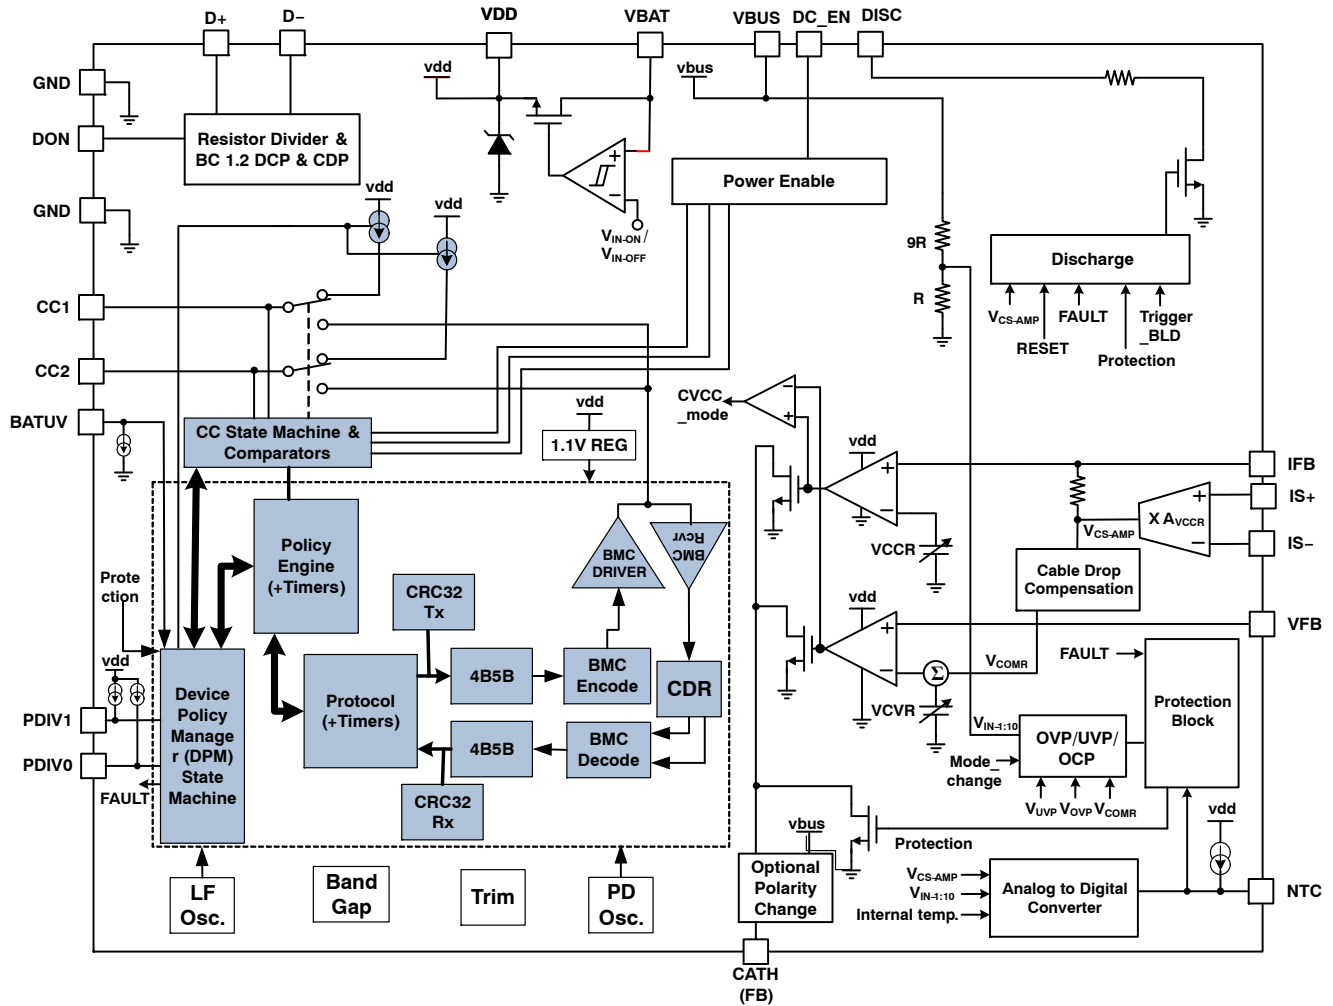 D+
D−
VDD
VBAT
VBUS
DC_EN
DISC
GND
DON
GND
CC1
CC2
BATUV
PDIV1
PDIV0
Resistor Divider &
BC 1.2 DCP & CDP
vdd
vdd
vdd
+
−
VIN-ON /
VIN-OFF
vbus
Power Enable
9R
R
Discharge
VCS-AMP
RESET
FAULT
Protection
Trigger
_BLD
CC State Machine &
Comparators
vdd
1.1V REG
CVCC
_mode
−
+
vdd
+
−
VCCR
IFB
IS+
IS−
VFB
NTC
+
−
X AVCCR
VCS-AMP
Cable Drop
Compensation
vdd
+
−
Σ
VCOMR
VCVR
Policy
Engine
(+Timers)
CRC32
Tx
BMC
DRIVER
BMC
Rcvr
Prote
ction
vdd
Device
Policy
Manage
r (DPM)
State
Machine
FAULT
Protocol
(+Timers)
4B5B
BMC
Encode
CDR
4B5B
BMC
Decode
CRC32
Rx
FAULT
Protection
Block
VIN-1:10
OVP/UVP/
OCP
Mode_
change
VUVP VOVP VCOMR
vdd
vbus
Protection
Optional
Polarity
Change
VCS-AMP
VIN-1:10
Internal temp.
Analog to Digital
Converter
LF
Osc.
Band
Gap
Trim
PD
Osc.
CATH
(FB)